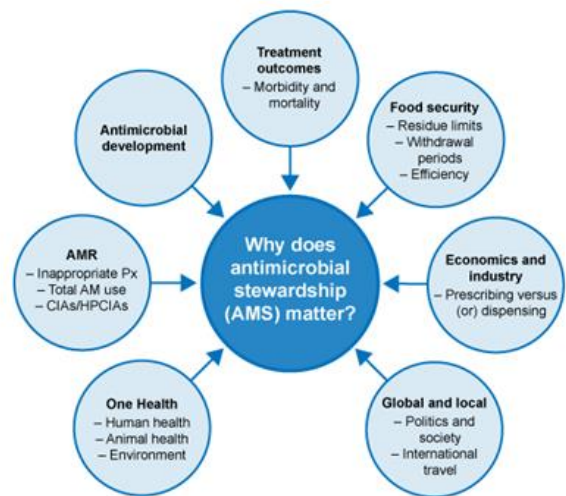 Treatment
outcomes
– Morbidity and
mortality
Food security
– Residue limits
– Withdrawal
periods
– Efficiency
Economics and
industry
– Prescribing versus
(or) dispensing
Global and local
– Politics and
society
– International
travel
One Health
– Human health
– Animal health
– Environment
AMR
– Inappropriate Px
– Total AM use
– CIAs/HPCIAs
Antimicrobial
development
Why does
antimicrobial
stewardship
(AMS) matter?